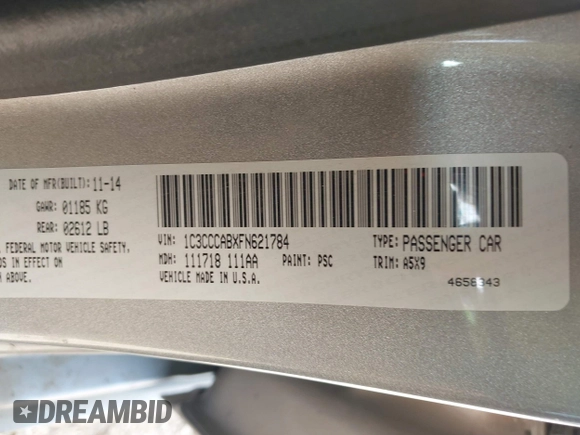 DATE OF MFR(BUILT): 11-14
GAWR: 01185 KG
REAR: 02612 LB
FEDERAL MOTOR VEHICLE SAFETY,
DS IN EFFECT ON
ABOVE.
VIN: 1C3CCCABXFN621784
TYPE: PASSENGER CAR
MDH: 111718 111AA
PAINT: PSC
TRIM: A5X9
VEHICLE MADE IN U.S.A.
DREAMBID